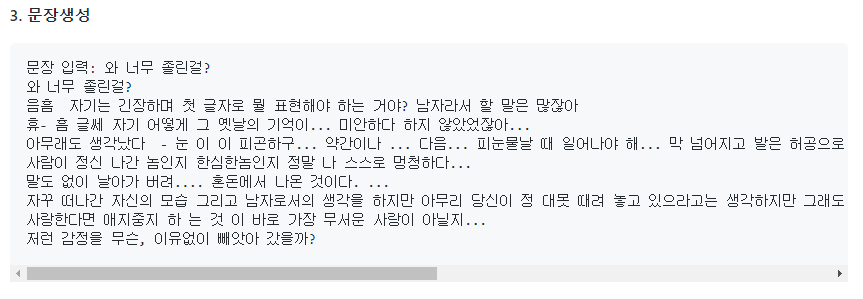 3. 문장생성
문장 입력: 와 너무 졸린걸?
와 너무 졸린걸?
음흠  자기는 긴장하며 첫 글자로 뭘 표현해야 하는 거야? 남자라서 할 말은 많잖아
휴- 흠 글쎄 자기 어떻게 그 옛날의 기억이... 미안하다 하지 않았었잖아...
아무래도 생각났다  - 눈 이 이 피곤하구... 약간이나 ... 다음... 피눈물날 때 일어나야 해... 막 넘어지고 발은 허공으로
사람이 정신 나간 놈인지 한심한놈인지 정말 나 스스로 멍청하다...
말도 없이 날아가 버려.... 혼돈에서 나온 것이다. ...
자꾸 떠나간 자신의 모습 그리고 남자로서의 생각을 하지만 아무리 당신이 정 대못 때려 놓고 있으라고는 생각하지만 그래도
사랑한다면 애지중지 하 는 것 이 바로 가장 무서운 사랑이 아닐지...
저런 감정을 무슨, 이유없이 빼앗아 갔을까?